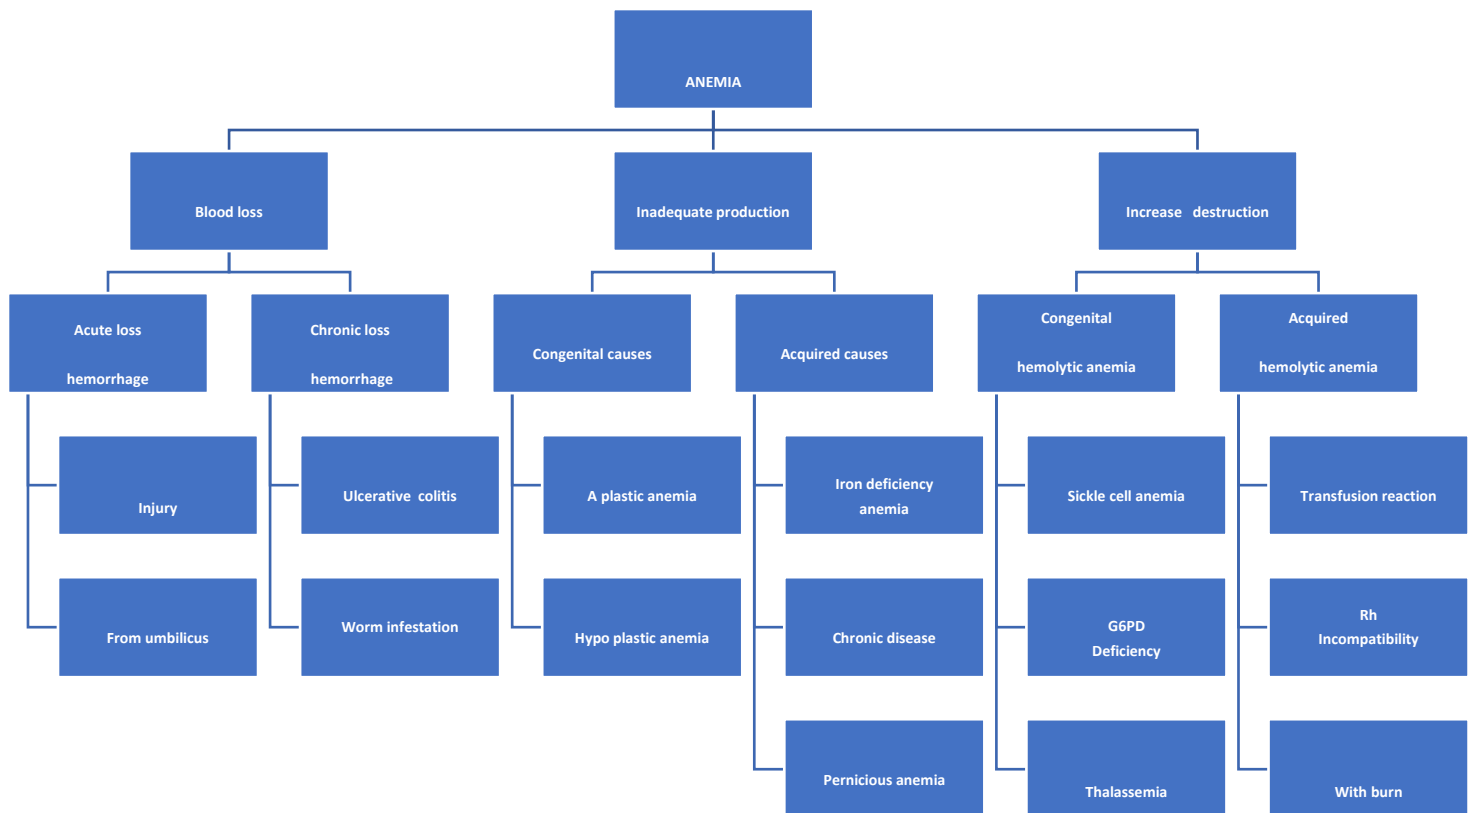 ANEMIA
Blood loss
Inadequate production
Increase destruction
Acute loss
hemorrhage
Chronic loss
hemorrhage
Congenital causes
Acquired causes
Congenital
hemolytic anemia
Acquired
hemolytic anemia
Injury
Ulcerative colitis
A plastic anemia
Iron deficiency
anemia
Sickle cell anemia
Transfusion reaction
From umbilicus
Worm infestation
Hypo plastic anemia
Chronic disease
G6PD
Deficiency
Rh
Incompatibility
Pernicious anemia
Thalassemia
With burn